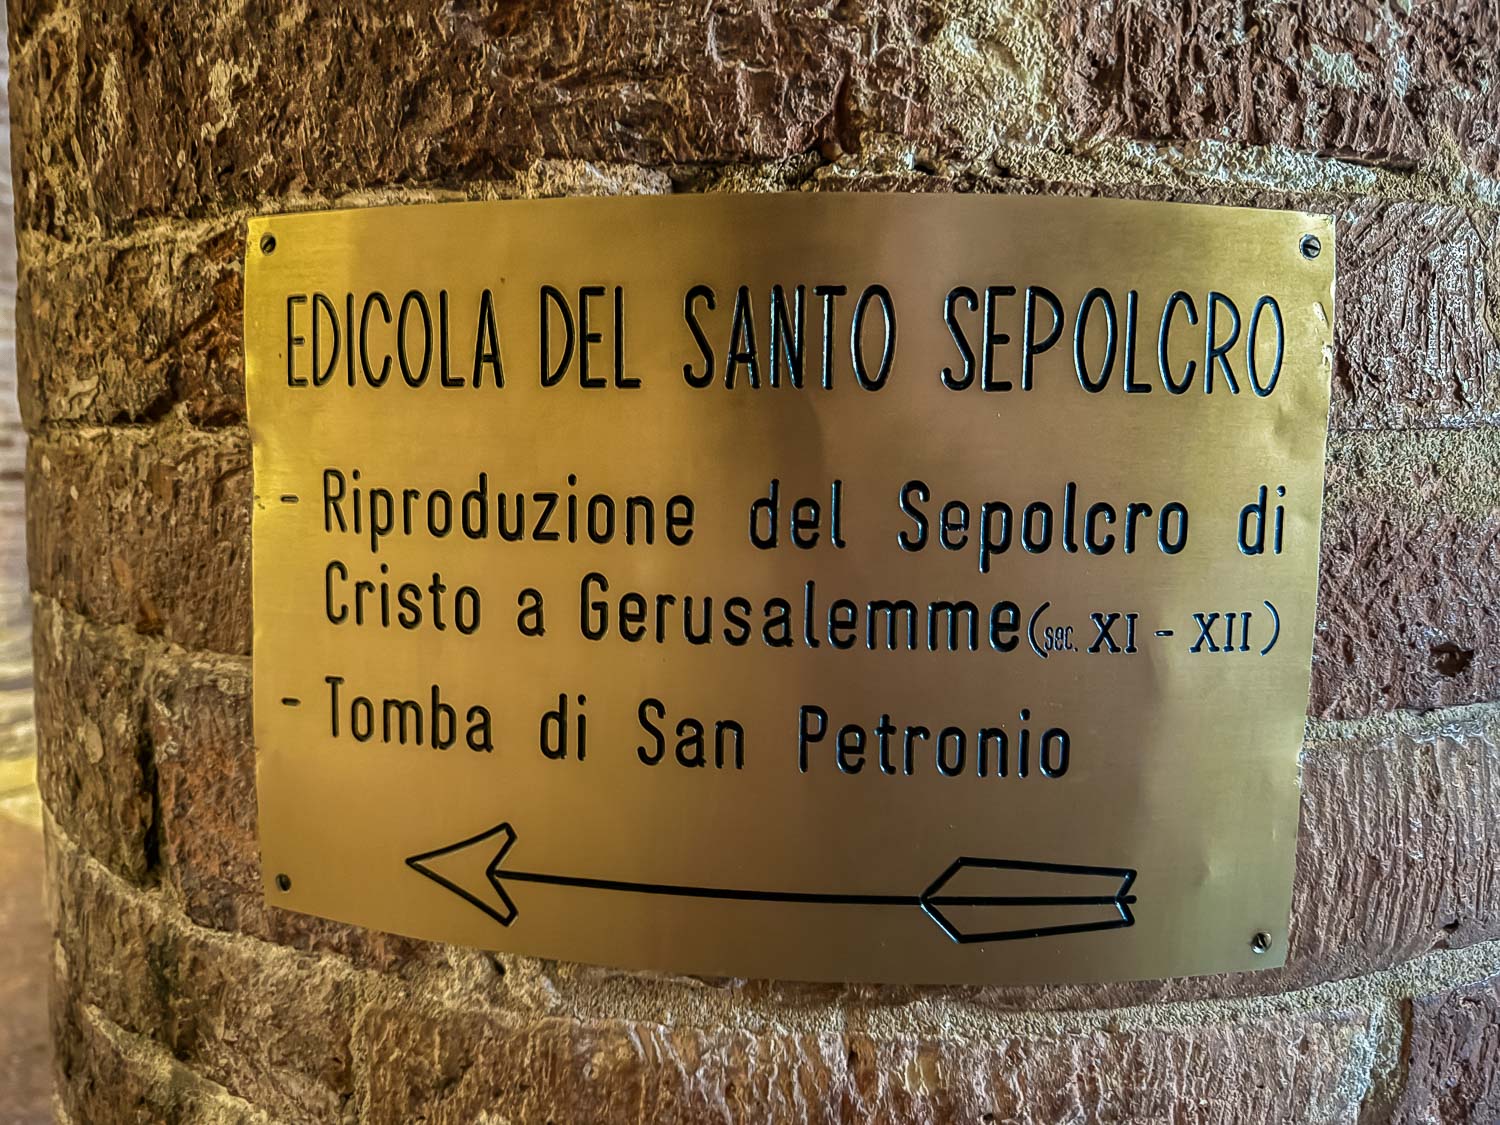 EDICOLA DEL SANTO SEPOLCRO
- Riproduzione del Sepolcro di
Cristo a Gerusalemme (sec. XI - XII)
- Tomba di San Petronio